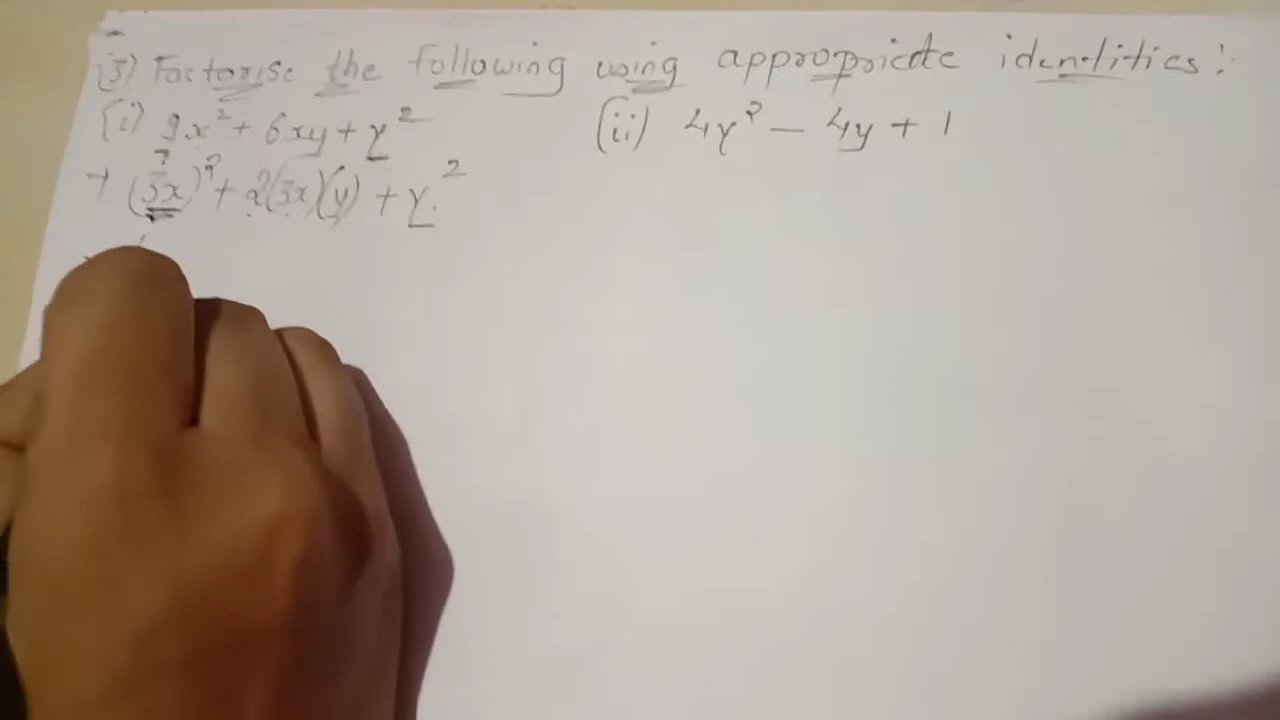 (3) Factorise the following using appropriate identities:
(i) 9x² + 6xy + y² (ii) 4y² - 4y + 1
→ (3x)² + 2(3x)(y) + y²